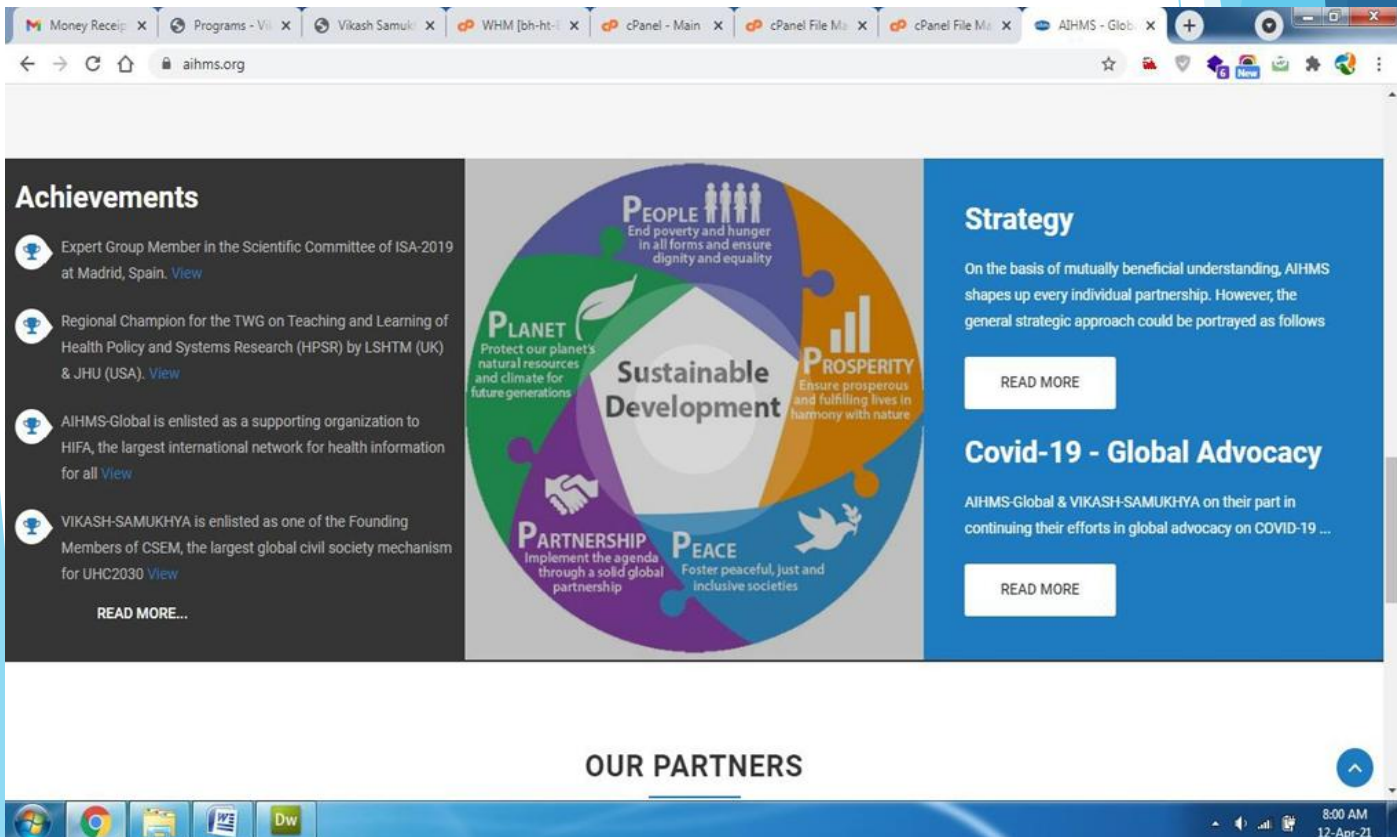 Money Receip
Programs - Vi
Vikash Samuk
WHM [bh-ht-
cPanel - Main
cPanel File Ma
cPanel File Ma
AIHMS - Glob
aihms.org
6
New
Achievements
Expert Group Member in the Scientific Committee of ISA-2019
at Madrid, Spain. View
Regional Champion for the TWG on Teaching and Learning of
Health Policy and Systems Research (HPSR) by LSHTM (UK)
& JHU (USA). View
AIHMS-Global is enlisted as a supporting organization to
HIFA, the largest international network for health information
for all View
VIKASH-SAMUKHYA is enlisted as one of the Founding
Members of CSEM, the largest global civil society mechanism
for UHC2030 View
READ MORE...
PEOPLE
End poverty and hunger
in all forms and ensure
dignity and equality
PLANET
Protect our planet's
natural resources
and climate for
future generations
Sustainable
Development
PROSPERITY
Ensure prosperous
and fulfilling lives in
harmony with nature
PARTNERSHIP
Implement the agenda
through a solid global
partnership
PEACE
Foster peaceful, just and
inclusive societies
Strategy
On the basis of mutually beneficial understanding, AIHMS
shapes up every individual partnership. However, the
general strategic approach could be portrayed as follows
READ MORE
Covid-19 - Global Advocacy
AIHMS-Global & VIKASH-SAMUKHYA on their part in
continuing their efforts in global advocacy on COVID-19 ...
READ MORE
OUR PARTNERS
W
Dw
8:00 AM
12-Apr-21